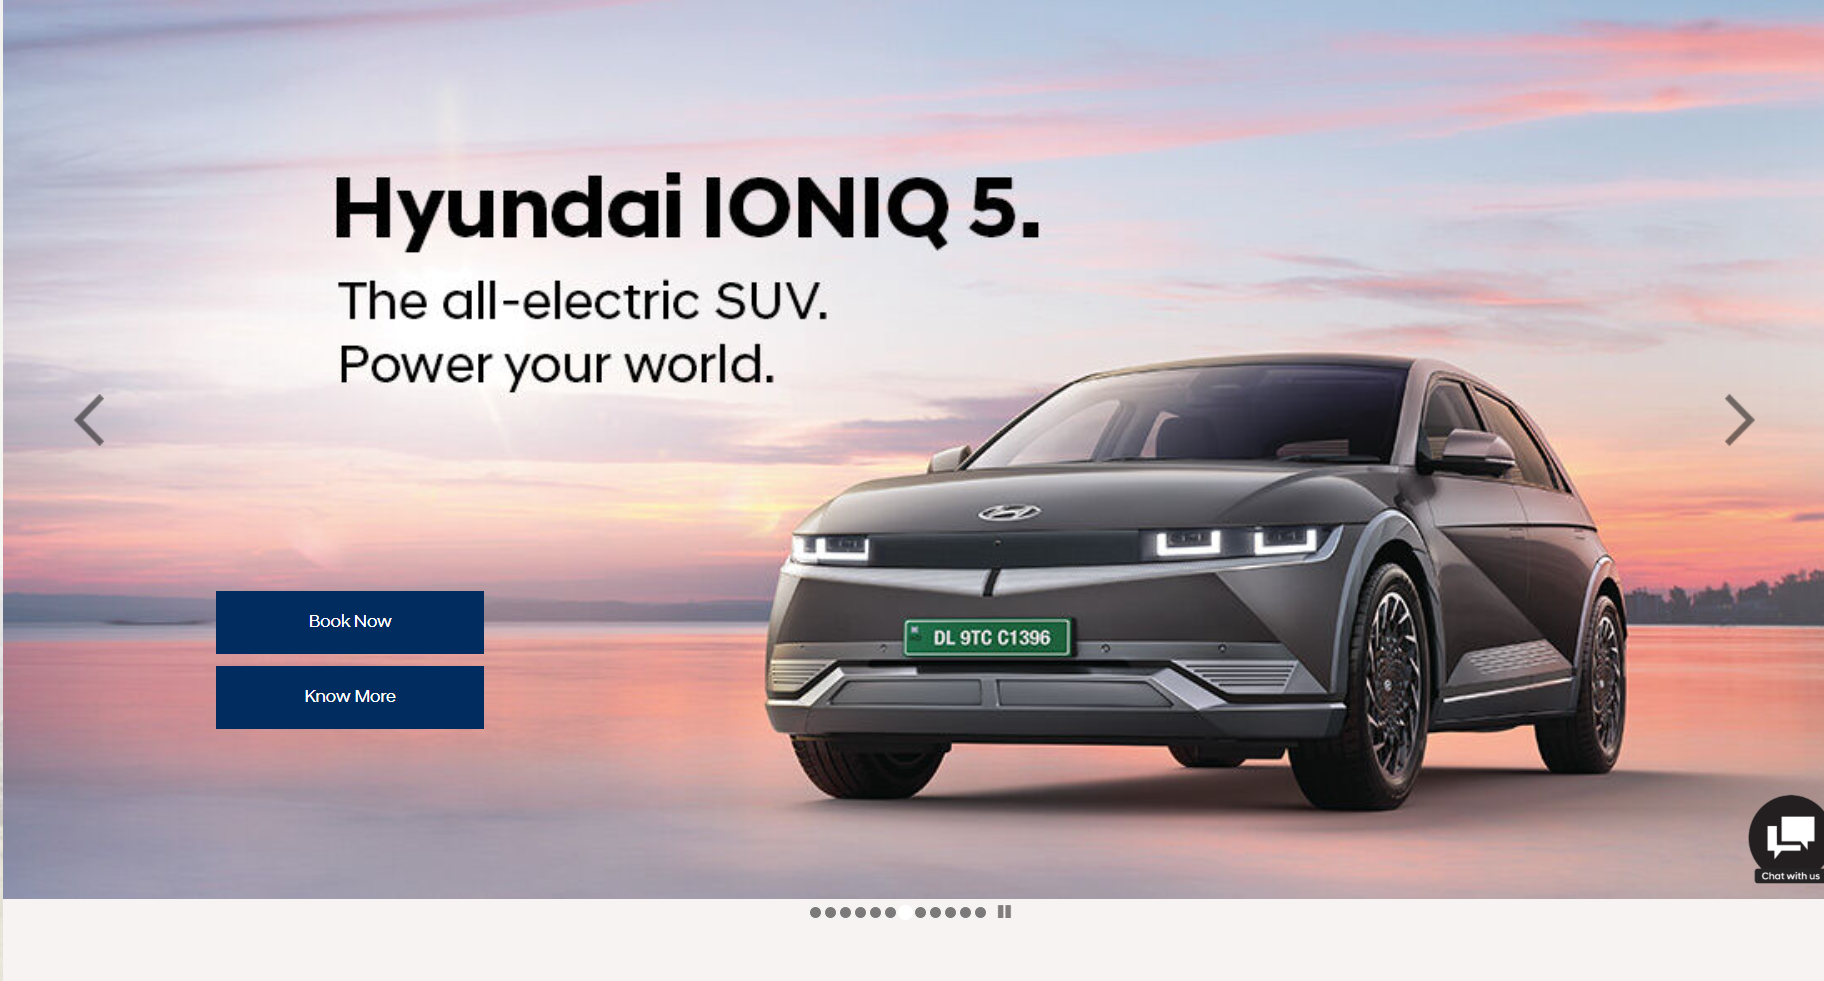 Hyundai IONIQ 5.
The all-electric SUV.
Power your world.
Book Now
Know More
DL 9TC C1396
Chat with us